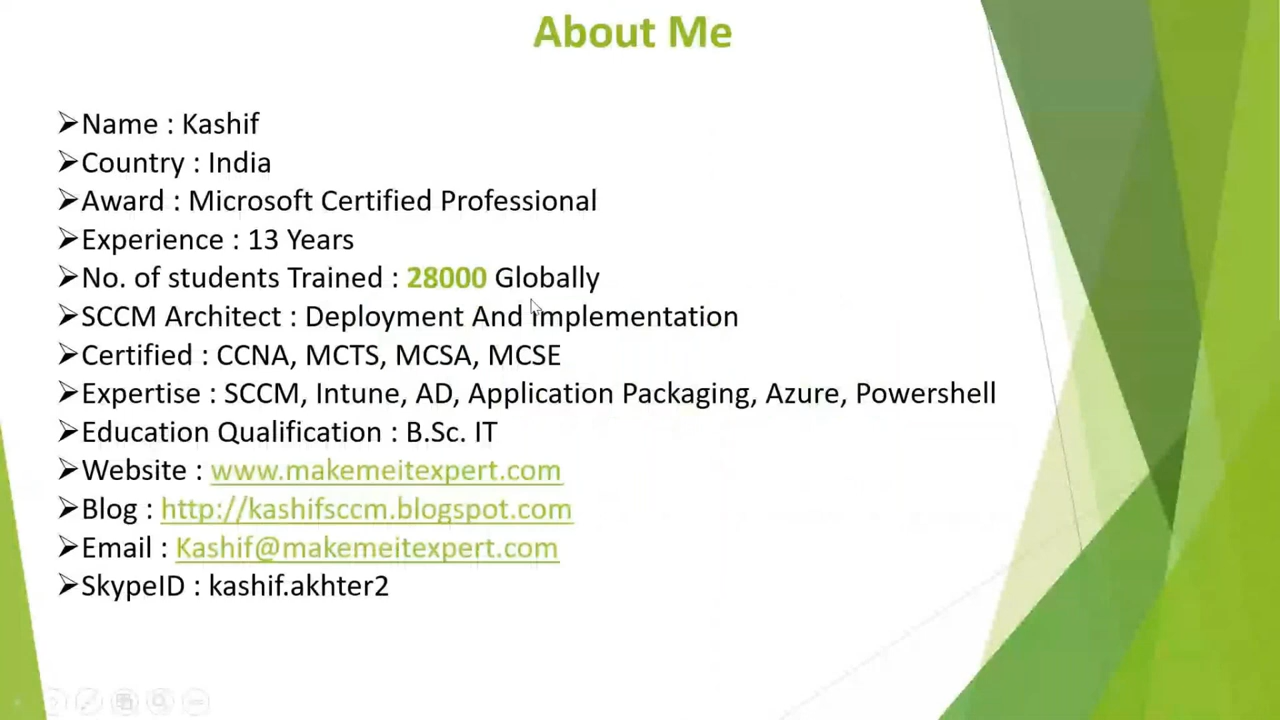 About Me
➢Name : Kashif
➢Country : India
➢Award : Microsoft Certified Professional
➢Experience : 13 Years
➢No. of students Trained : 28000 Globally
➢SCCM Architect : Deployment And Implementation
➢Certified : CCNA, MCTS, MCSA, MCSE
➢Expertise : SCCM, Intune, AD, Application Packaging, Azure, Powershell
➢Education Qualification : B.Sc. IT
➢Website : www.makemeitexpert.com
➢Blog : http://kashifsccm.blogspot.com
➢Email : Kashif@makemeitexpert.com
➢SkypeID : kashif.akhter2